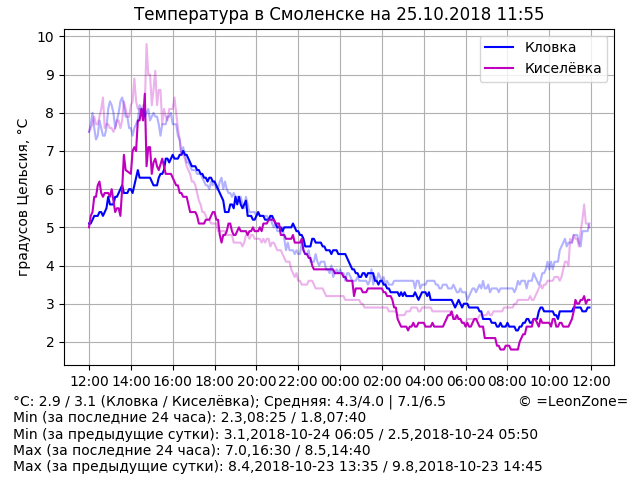 Температура в Смоленске на 25.10.2018 11:55
Кловка
Киселёвка
градусов Цельсия, °C
10
9
8
7
6
5
4
3
2
12:00 14:00 16:00 18:00 20:00 22:00 00:00 02:00 04:00 06:00 08:00 10:00 12:00
°C: 2.9 / 3.1 (Кловка / Киселёвка); Средняя: 4.3/4.0 | 7.1/6.5 © =LeonZone=
Min (за последние 24 часа): 2.3,08:25 / 1.8,07:40
Min (за предыдущие сутки): 3.1,2018-10-24 06:05 / 2.5,2018-10-24 05:50
Max (за последние 24 часа): 7.0,16:30 / 8.5,14:40
Max (за предыдущие сутки): 8.4,2018-10-23 13:35 / 9.8,2018-10-23 14:45